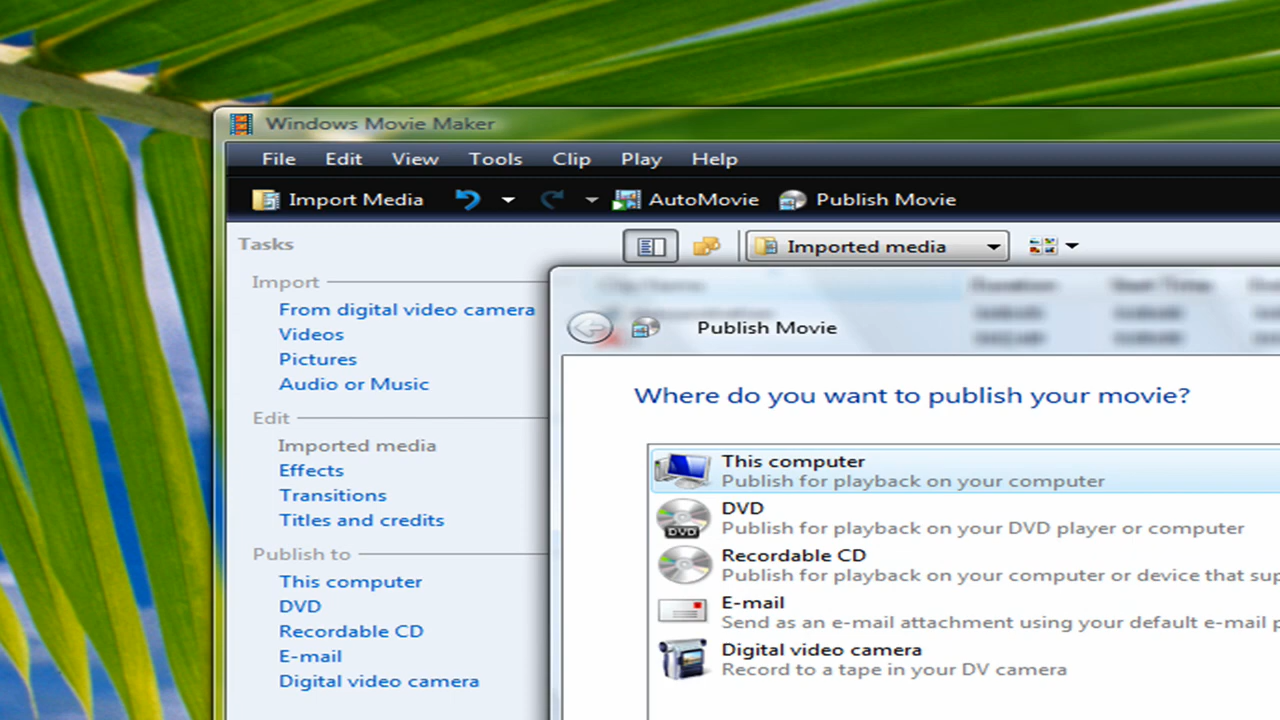 Windows Movie Maker
File Edit View Tools Clip Play Help
Import Media AutoMovie Publish Movie
Tasks
Imported media
Import
From digital video camera
Videos
Pictures
Audio or Music
Edit
Imported media
Effects
Transitions
Titles and credits
Publish to
This computer
DVD
Recordable CD
E-mail
Digital video camera
Publish Movie
Where do you want to publish your movie?
This computer
Publish for playback on your computer
DVD
Publish for playback on your DVD player or computer
DVD
Recordable CD
Publish for playback on your computer or device that sup
E-mail
Send as an e-mail attachment using your default e-mail p
Digital video camera
Record to a tape in your DV camera